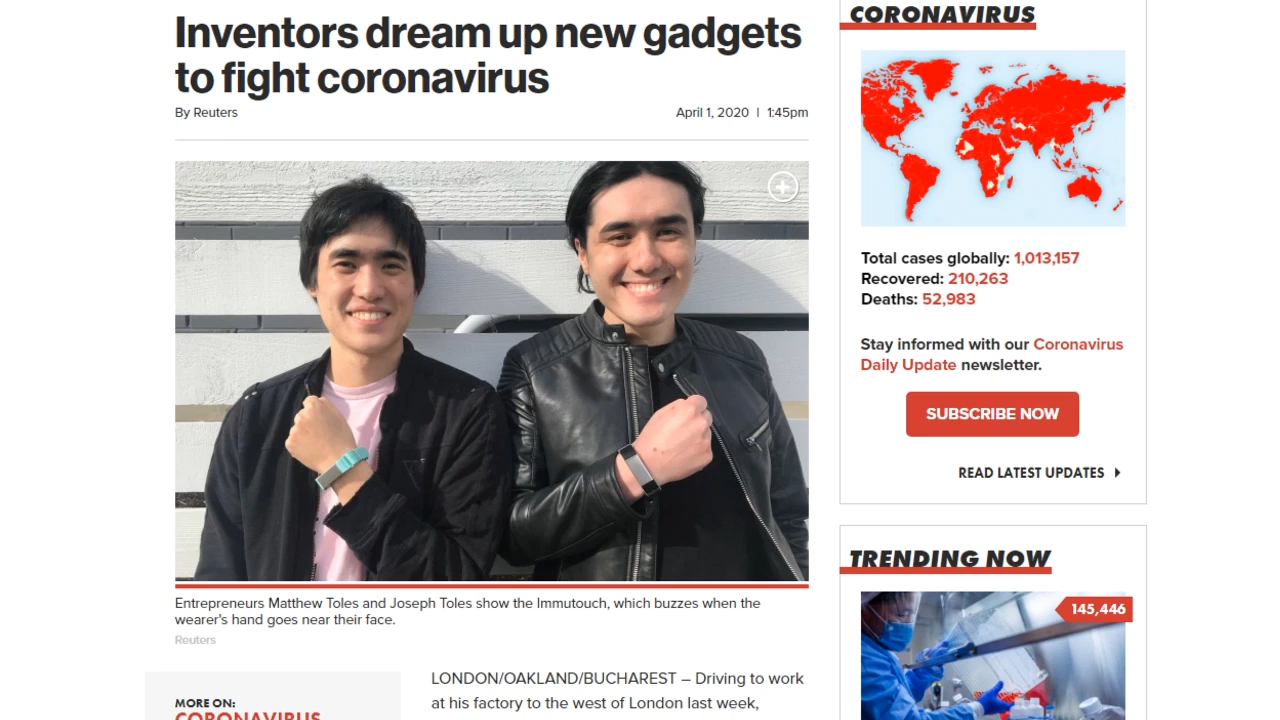 Inventors dream up new gadgets
to fight coronavirus
By Reuters
April 1, 2020 | 1:45pm
Entrepreneurs Matthew Toles and Joseph Toles show the Immutouch, which buzzes when the
wearer's hand goes near their face.
Reuters
MORE ON:
CORONAVIRUS
LONDON/OAKLAND/BUCHAREST – Driving to work
at his factory to the west of London last week,
CORONAVIRUS
Total cases globally: 1,013,157
Recovered: 210,263
Deaths: 52,983
Stay informed with our Coronavirus
Daily Update newsletter.
SUBSCRIBE NOW
READ LATEST UPDATES
TRENDING NOW
145,446